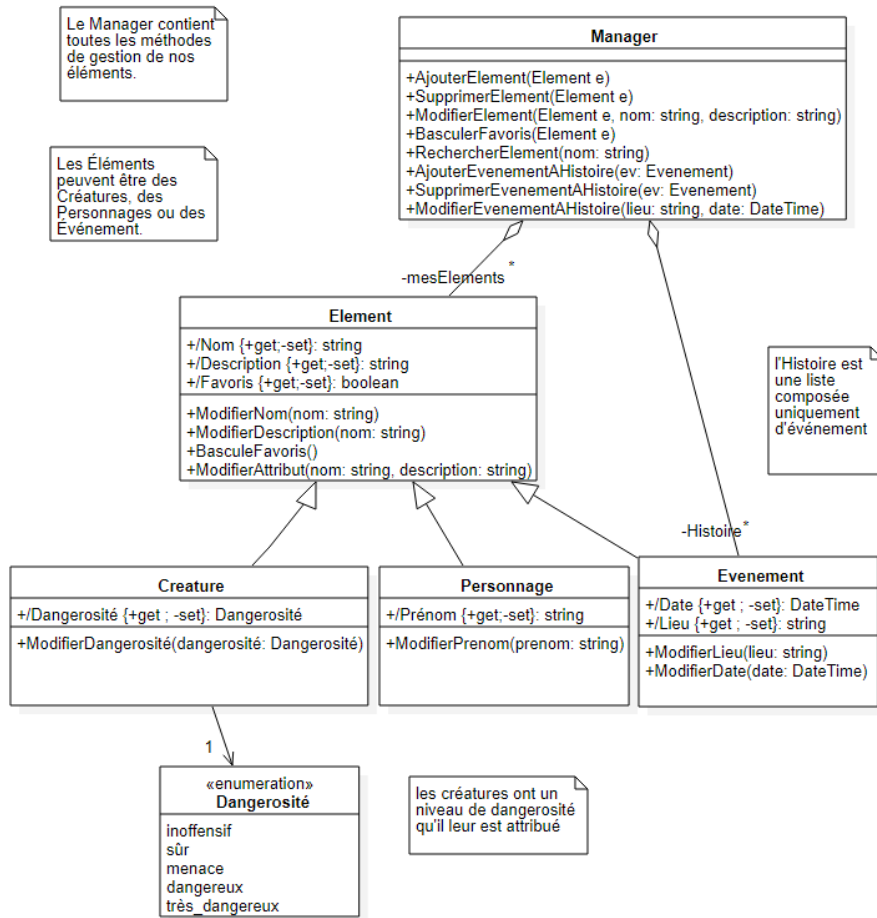 Le Manager contient
toutes les méthodes
de gestion de nos
éléments.
Manager
+AjouterElement(Element e)
+SupprimerElement(Element e)
+ModifierElement(Element e, nom: string, description: string)
+BasculerFavoris(Element e)
+RechercherElement(nom: string)
+AjouterEvenementAHistoire(ev: Evenement)
+SupprimerEvenementAHistoire(ev: Evenement)
+ModifierEvenementAHistoire(lieu: string, date: DateTime)
Les Éléments
peuvent être des
Créatures, des
Personnages ou des
Événement.
-mesElements
*
Element
+/Nom {+get;-set}: string
+/Description {+get;-set}: string
+/Favoris {+get;-set}: boolean
+ModifierNom(nom: string)
+ModifierDescription(nom: string)
+BasculeFavoris()
+ModifierAttribut(nom: string, description: string)
l'Histoire est
une liste
composée
uniquement
d'événement
-Histoire
*
Creature
+/Dangerosité {+get ; -set}: Dangerosité
+ModifierDangerosité(dangerosité: Dangerosité)
Personnage
+/Prénom {+get;-set}: string
+ModifierPrenom(prenom: string)
Evenement
+/Date {+get ; -set}: DateTime
+/Lieu {+get ; -set}: string
+ModifierLieu(lieu: string)
+ModifierDate(date: DateTime)
1
«enumeration»
Dangerosité
inoffensif
sûr
menace
dangereux
très_dangereux
les créatures ont un
niveau de dangerosité
qu'il leur est attribué